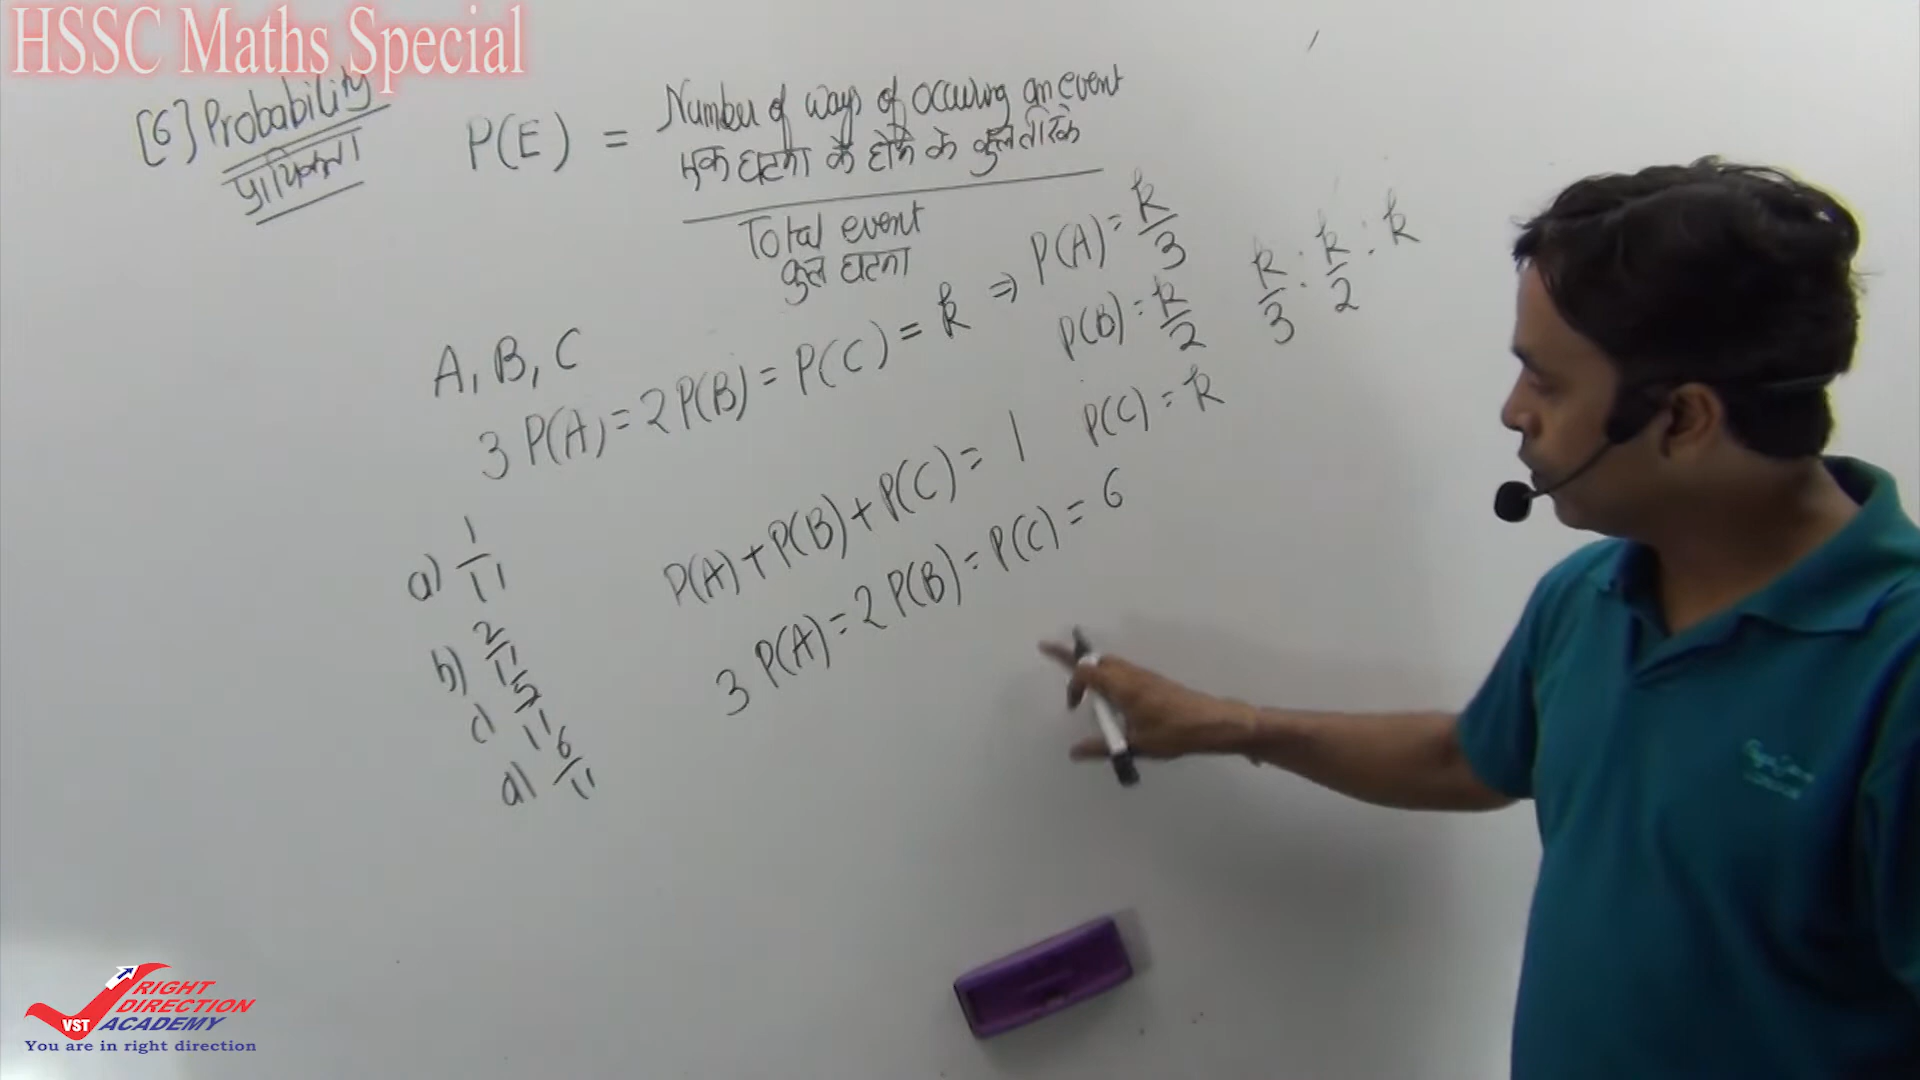 HSSC Maths Special
[6] Probability
प्रायिकता
P(E) = Number of ways of occuring an event
एक घटना के होने के कुल तरिके
Total event
कुल घटना
A, B, C
3 P(A) = 2 P(B) = P(C) = k ⇒ P(A) = k/3
P(B) = k/2
P(C) = k
k/3 : k/2 : k
P(A) + P(B) + P(C) = 1
3 P(A) = 2 P(B) = P(C) = 6
a) 1/11
b) 2/11
c) 5/11
d) 6/11
RIGHT
DIRECTION
VST ACADEMY
You are in right direction